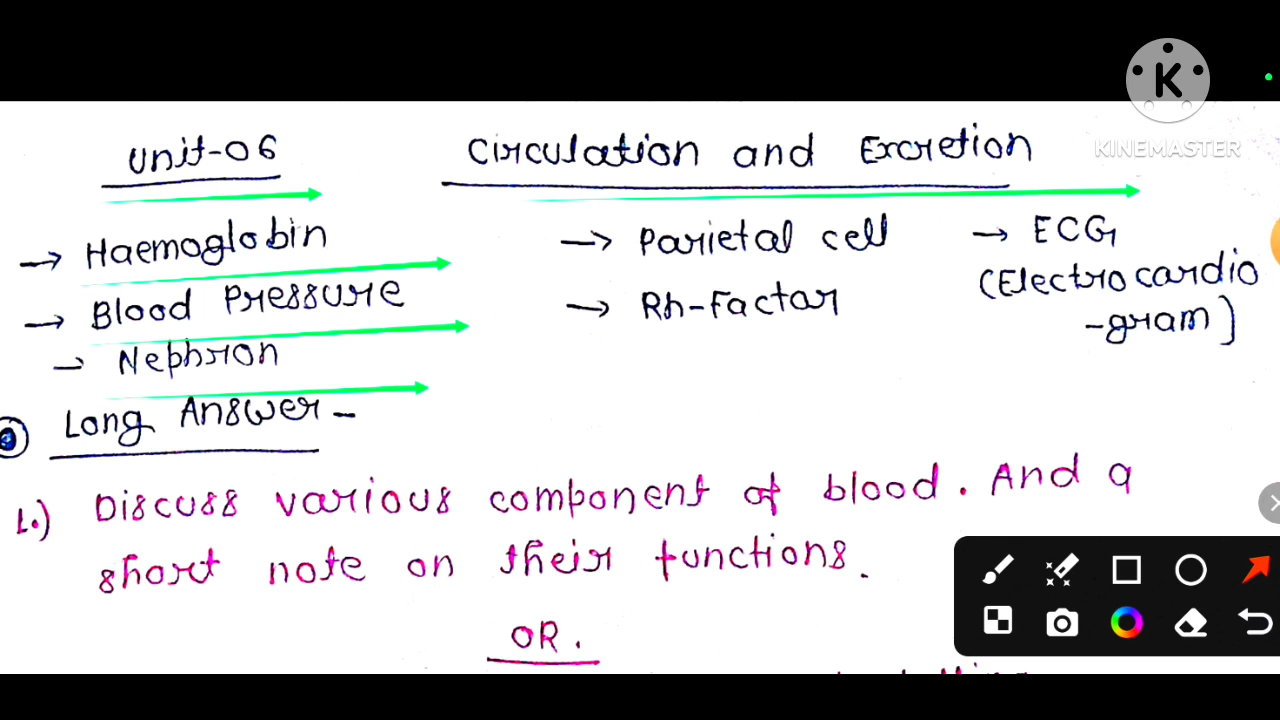 KINEMASTER
Unit-06 Circulation and Excretion
→ Haemoglobin → Parietal cell → ECG
(Electrocardio
-gram)
→ Blood Pressure → Rh-Factar
→ Nephron
Long Answer -
1.) Discuss various component of blood. And a
short note on their functions.
OR.